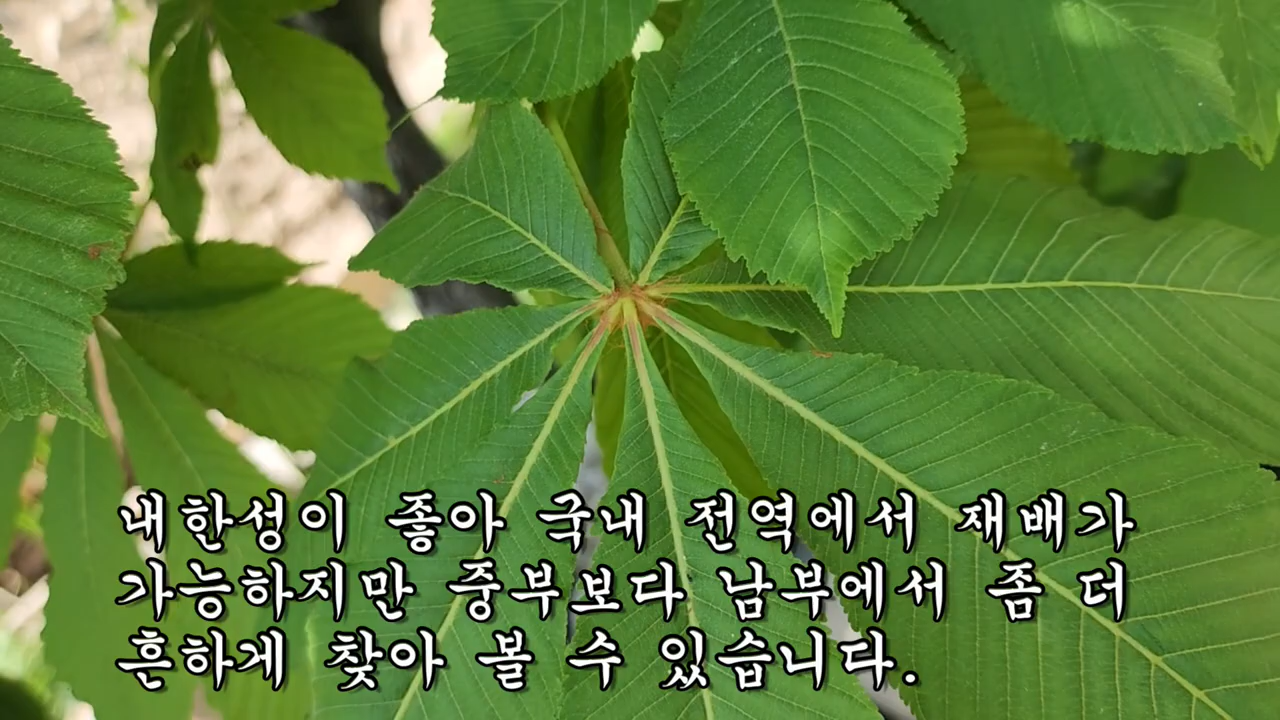 내한성이 좋아 국내 전역에서 재배가
가능하지만 중부보다 남부에서 좀 더
흔하게 찾아 볼 수 있습니다.